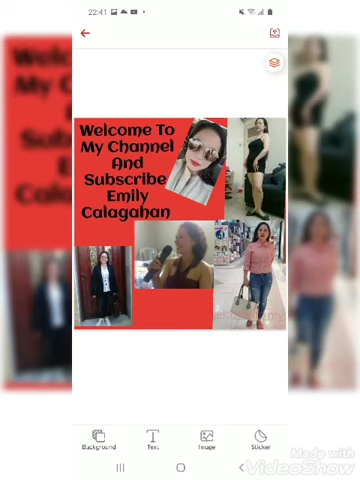 22:41
Welcome To
My Channel
And
Subscribe
Emily
Calagahan
Background
Text
Image
Sticker
Made with
VideoShow